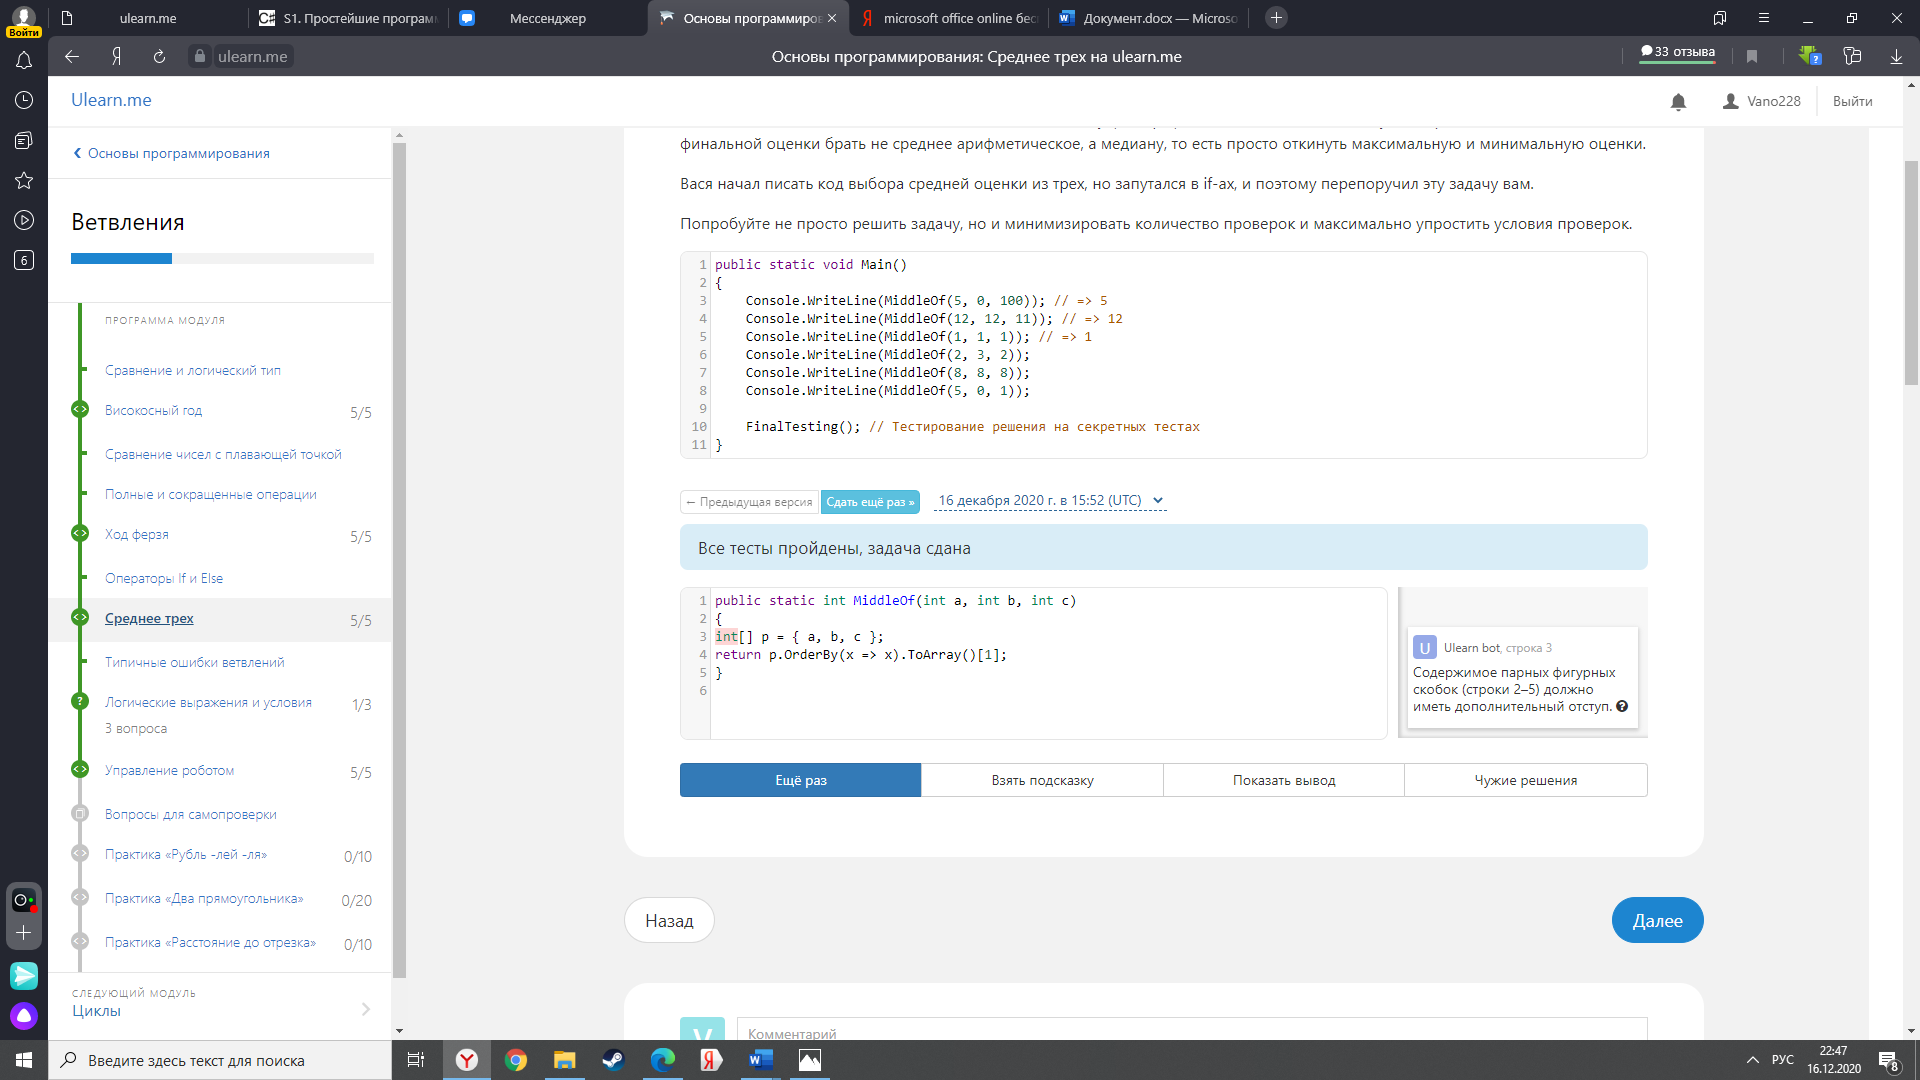 Войти
ulearn.me
S1. Простейшие програм
Мессенджер
Основы программиров
microsoft office online бес
Документ.docx — Microso
ulearn.me
Основы программирования: Среднее трех на ulearn.me
33 отзыва
6
Ulearn.me
Vano228
Выйти
Основы программирования
Ветвления
ПРОГРАММА МОДУЛЯ
Сравнение и логический тип
Високосный год 5/5
Сравнение чисел с плавающей точкой
Полные и сокращенные операции
Ход ферзя 5/5
Операторы If и Else
Среднее трех 5/5
Типичные ошибки ветвлений
Логические выражения и условия 1/3
3 вопроса
Управление роботом 5/5
Вопросы для самопроверки
Практика «Рубль -лей -ля» 0/10
Практика «Два прямоугольника» 0/20
Практика «Расстояние до отрезка» 0/10
СЛЕДУЮЩИЙ МОДУЛЬ
Циклы
финальной оценки брать не среднее арифметическое, а медиану, то есть просто откинуть максимальную и минимальную оценки.
Вася начал писать код выбора средней оценки из трех, но запутался в if-ах, и поэтому перепоручил эту задачу вам.
Попробуйте не просто решить задачу, но и минимизировать количество проверок и максимально упростить условия проверок.
1 public static void Main()
2 {
3 Console.WriteLine(MiddleOf(5, 0, 100)); // => 5
4 Console.WriteLine(MiddleOf(12, 12, 11)); // => 12
5 Console.WriteLine(MiddleOf(1, 1, 1)); // => 1
6 Console.WriteLine(MiddleOf(2, 3, 2));
7 Console.WriteLine(MiddleOf(8, 8, 8));
8 Console.WriteLine(MiddleOf(5, 0, 1));
9
10 FinalTesting(); // Тестирование решения на секретных тестах
11 }
← Предыдущая версия
Сдать ещё раз »
16 декабря 2020 г. в 15:52 (UTC)
Все тесты пройдены, задача сдана
1 public static int MiddleOf(int a, int b, int c)
2 {
3 int[] p = { a, b, c };
4 return p.OrderBy(x => x).ToArray()[1];
5 }
6
U Ulearn bot, строка 3
Содержимое парных фигурных
скобок (строки 2–5) должно
иметь дополнительный отступ.
Ещё раз
Взять подсказку
Показать вывод
Чужие решения
Назад
Далее
V
Комментарий
Введите здесь текст для поиска
РУС
22:47
16.12.2020
8